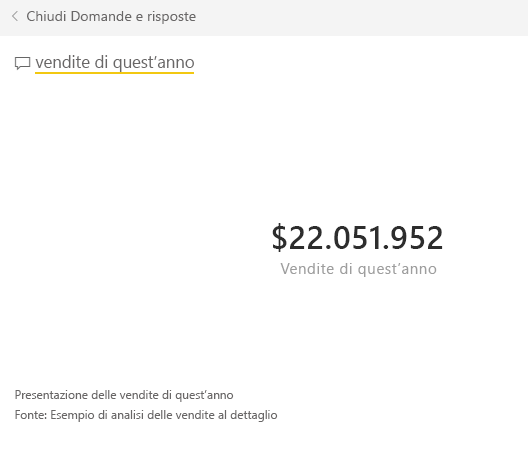 Chiudi Domande e risposte
vendite di quest'anno
$22.051.952
Vendite di quest'anno
Presentazione delle vendite di quest'anno
Fonte: Esempio di analisi delle vendite al dettaglio